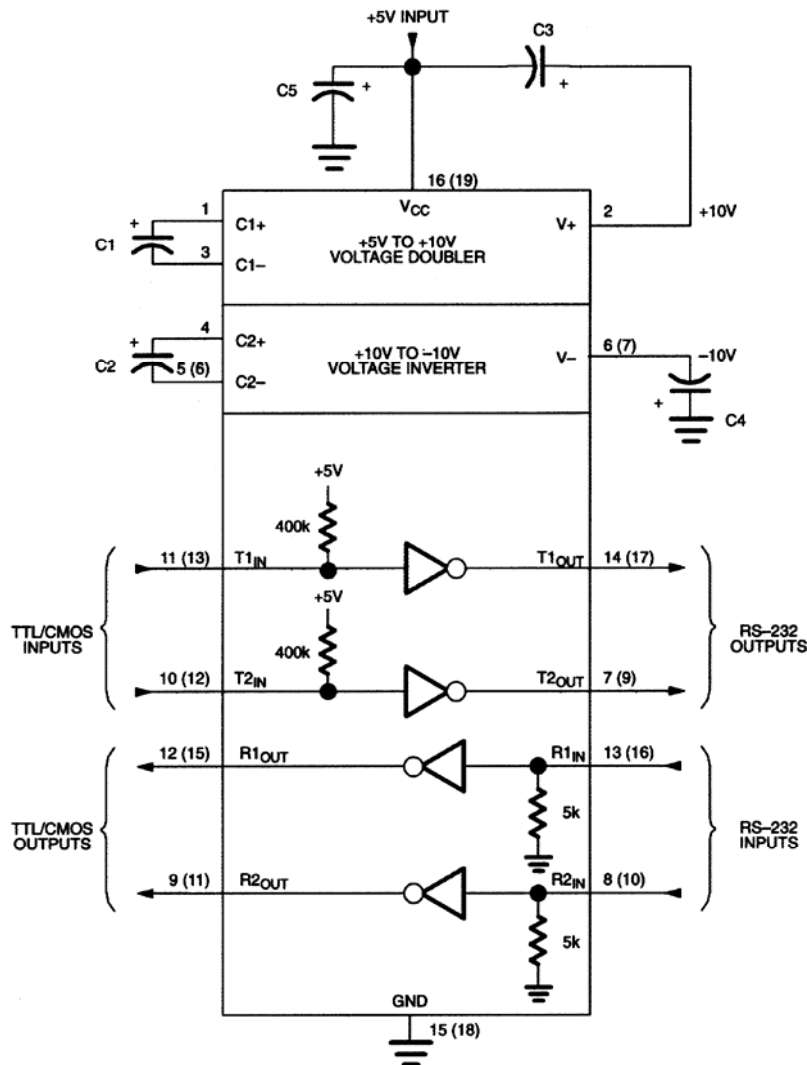 +5V INPUT
C3
C5
+
+
16 (19)
1
VCC
2
+10V
+
C1+
V+
C1
+5V TO +10V
VOLTAGE DOUBLER
3
C1–
4
+
C2+
+10V TO –10V
VOLTAGE INVERTER
V–
6 (7)
–10V
C2
5 (6)
C2–
+
C4
+5V
400k
11 (13)
T1IN
T1OUT
14 (17)
+5V
TTL/CMOS
INPUTS
RS–232
OUTPUTS
400k
10 (12)
T2IN
T2OUT
7 (9)
12 (15)
R1OUT
R1IN
13 (16)
5k
TTL/CMOS
OUTPUTS
RS–232
INPUTS
9 (11)
R2OUT
R2IN
8 (10)
5k
GND
15 (18)